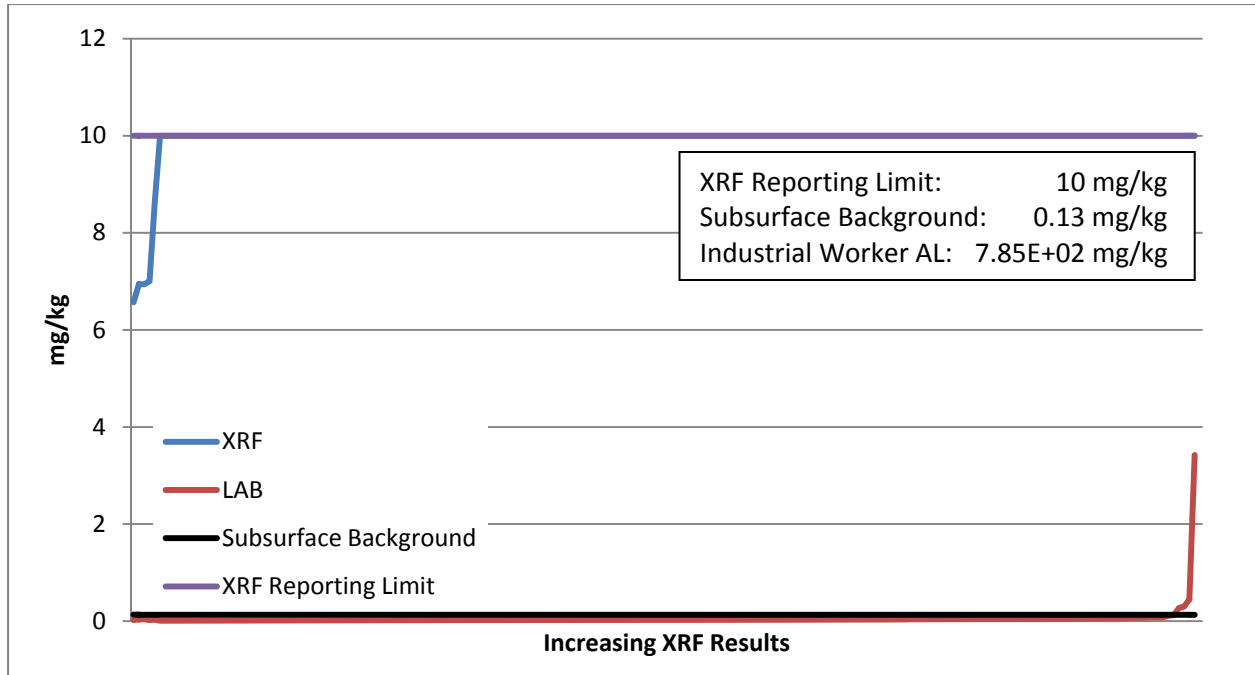 12
10
8
6
4
2
0
mg/kg
XRF Reporting Limit: 10 mg/kg
Subsurface Background: 0.13 mg/kg
Industrial Worker AL: 7.85E+02 mg/kg
XRF
LAB
Subsurface Background
XRF Reporting Limit
Increasing XRF Results